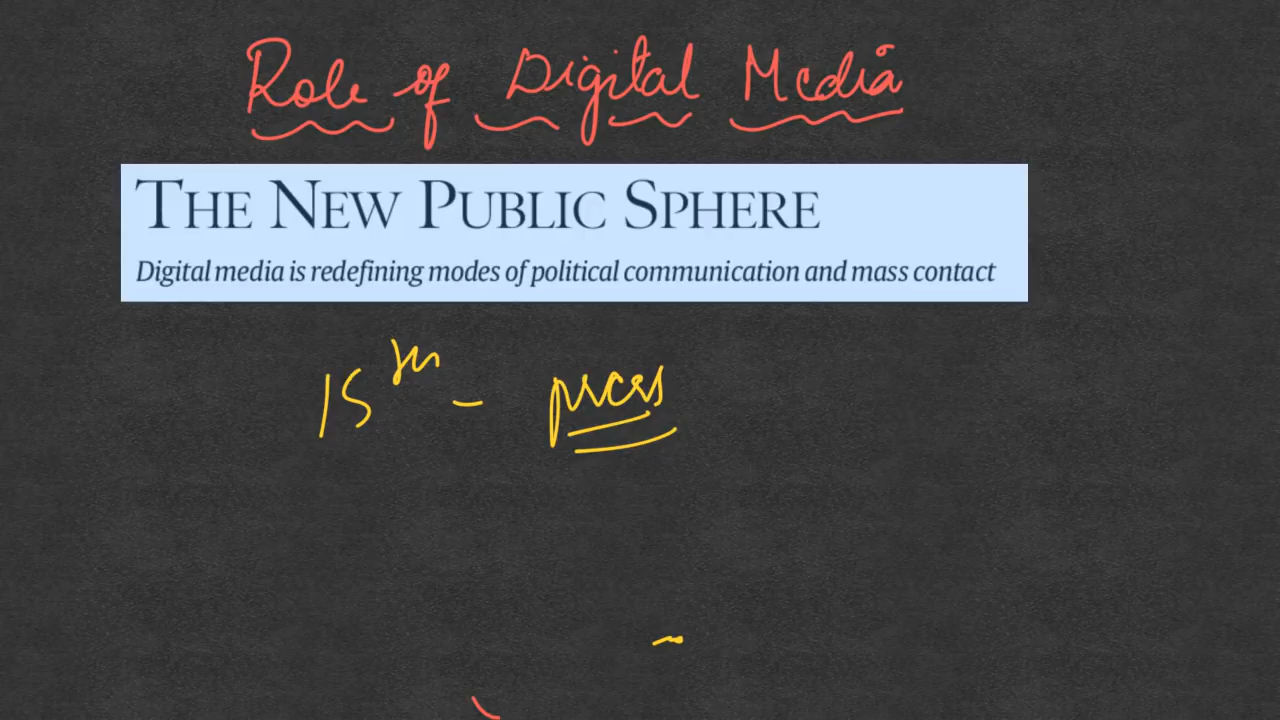 Role of Digital Media
THE NEW PUBLIC SPHERE
Digital media is redefining modes of political communication and mass contact
15th - press